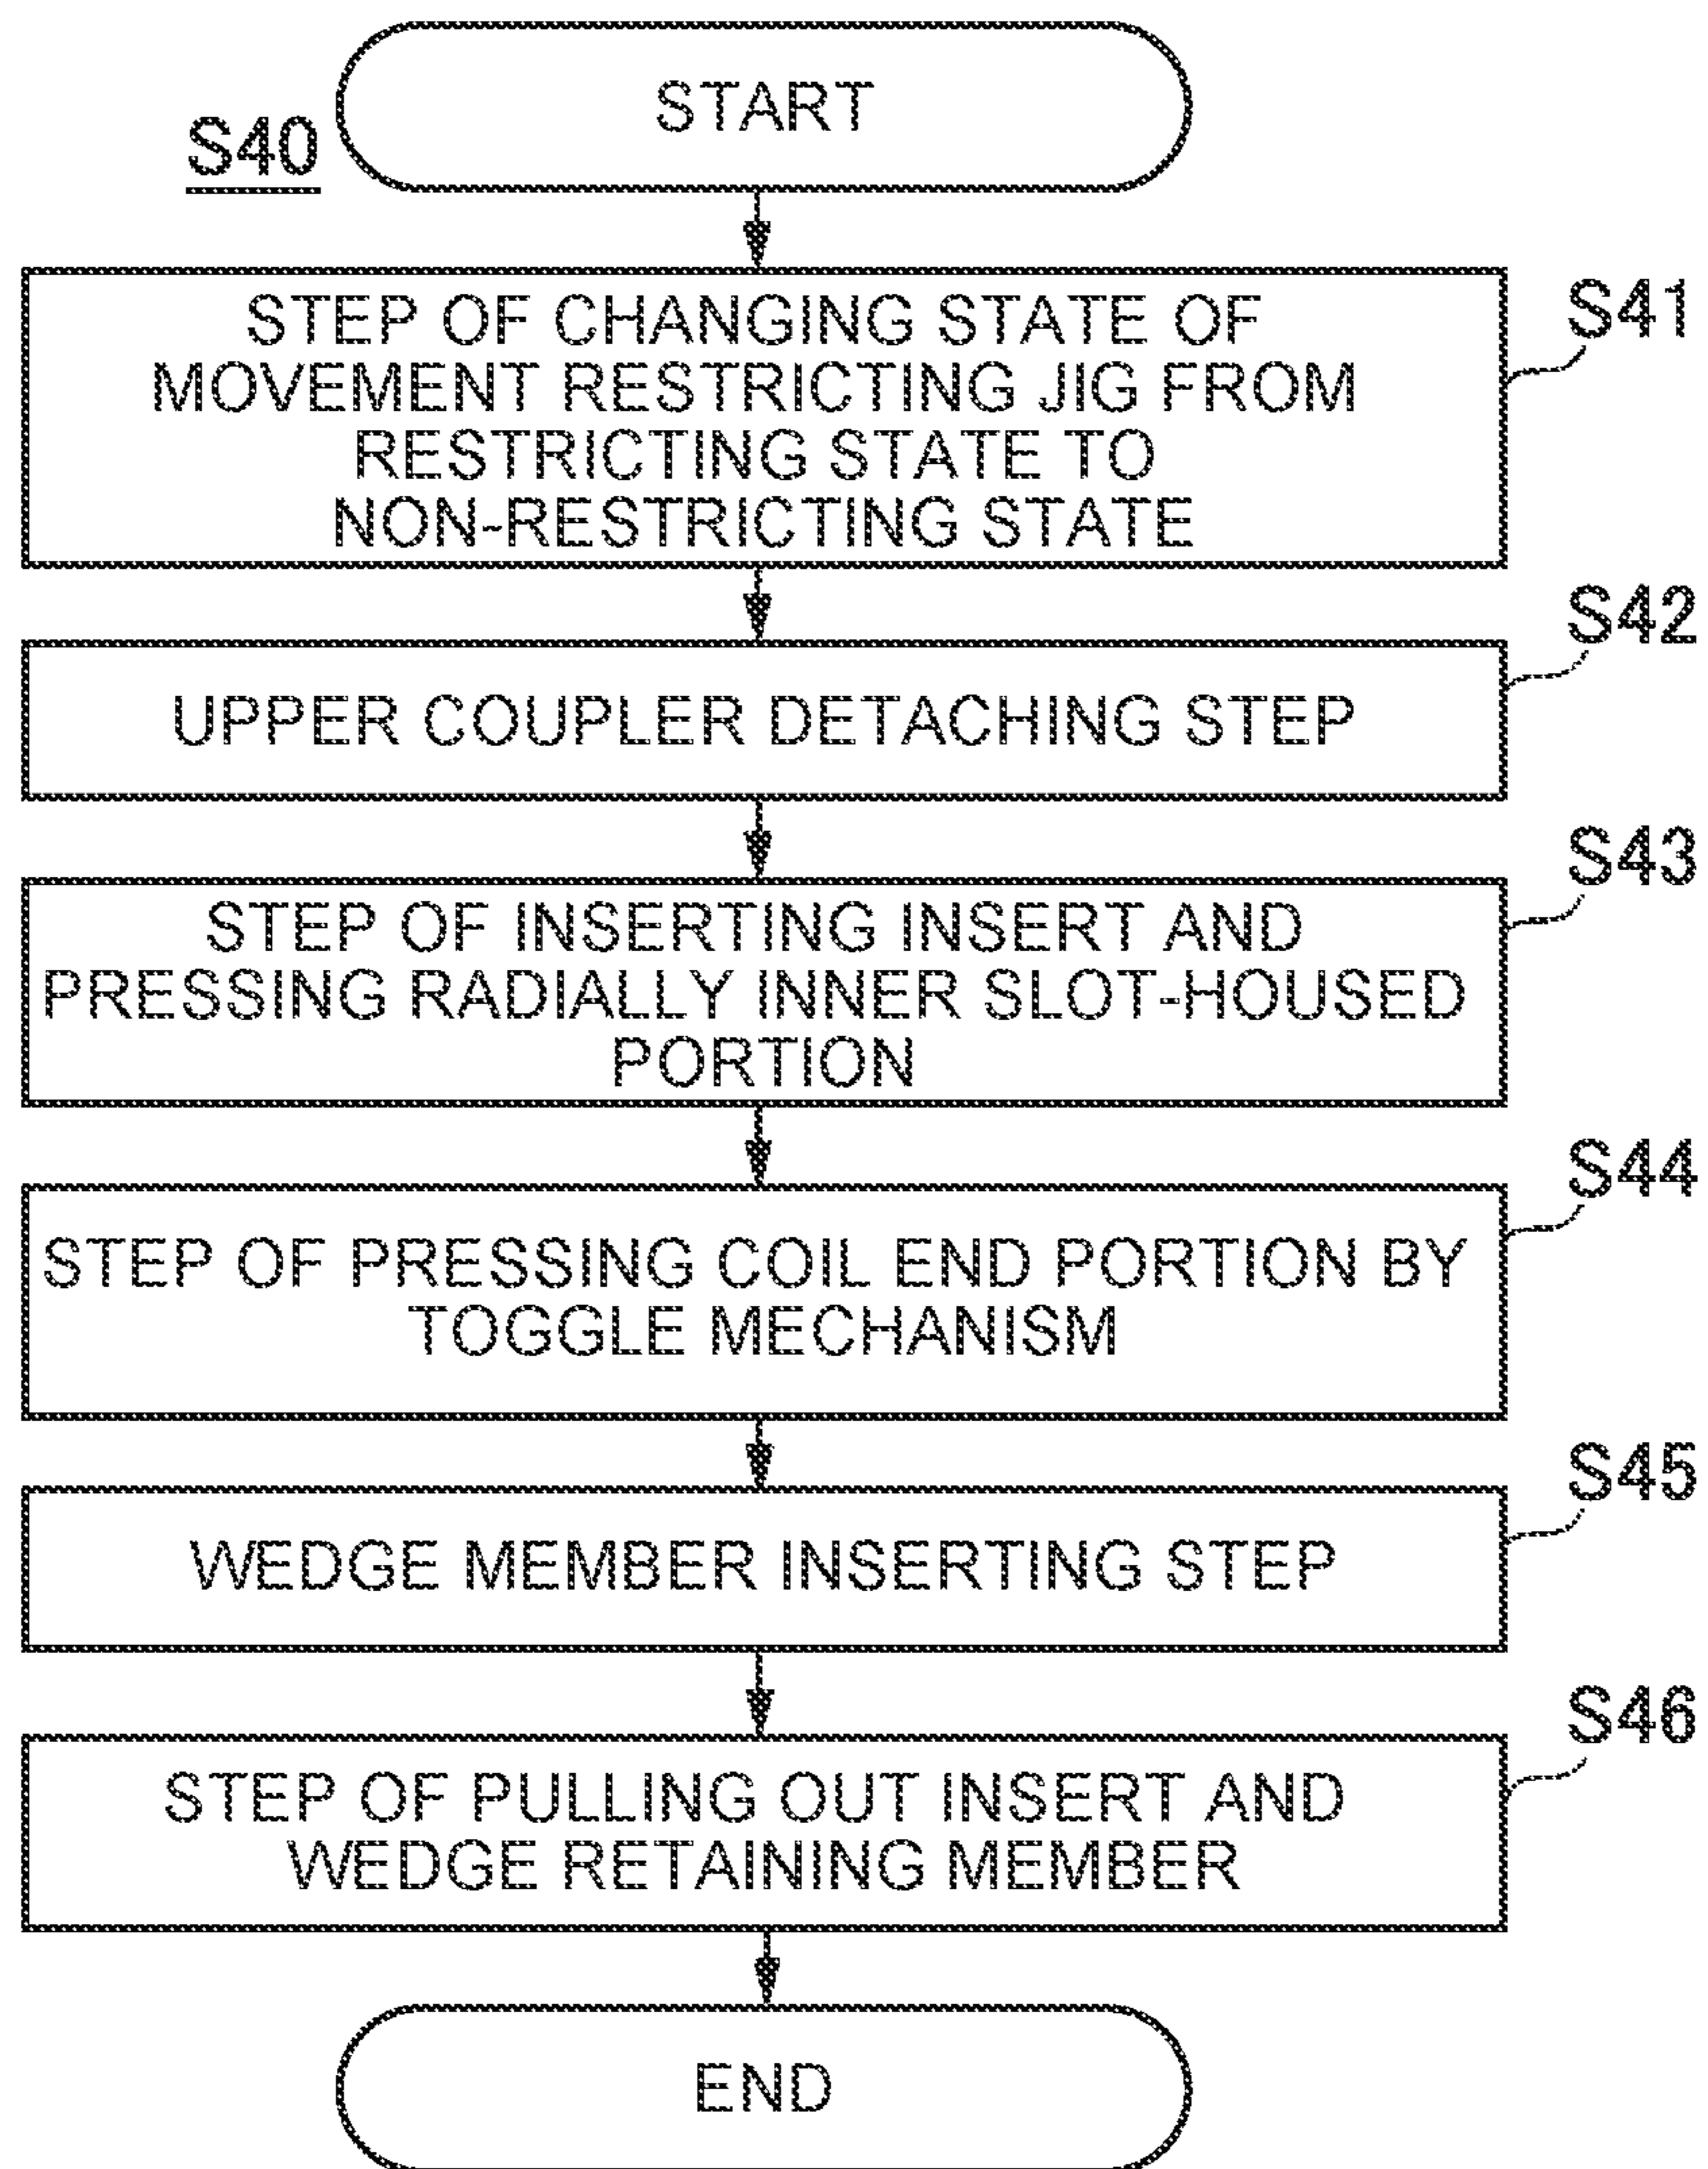 START
S40
STEP OF CHANGING STATE OF
MOVEMENT RESTRICTING JIG FROM
RESTRICTING STATE TO
NON-RESTRICTING STATE
S41
UPPER COUPLER DETACHING STEP
S42
STEP OF INSERTING INSERT AND
PRESSING RADIALLY INNER SLOT-HOUSED
PORTION
S43
STEP OF PRESSING COIL END PORTION BY
TOGGLE MECHANISM
S44
WEDGE MEMBER INSERTING STEP
S45
STEP OF PULLING OUT INSERT AND
WEDGE RETAINING MEMBER
S46
END